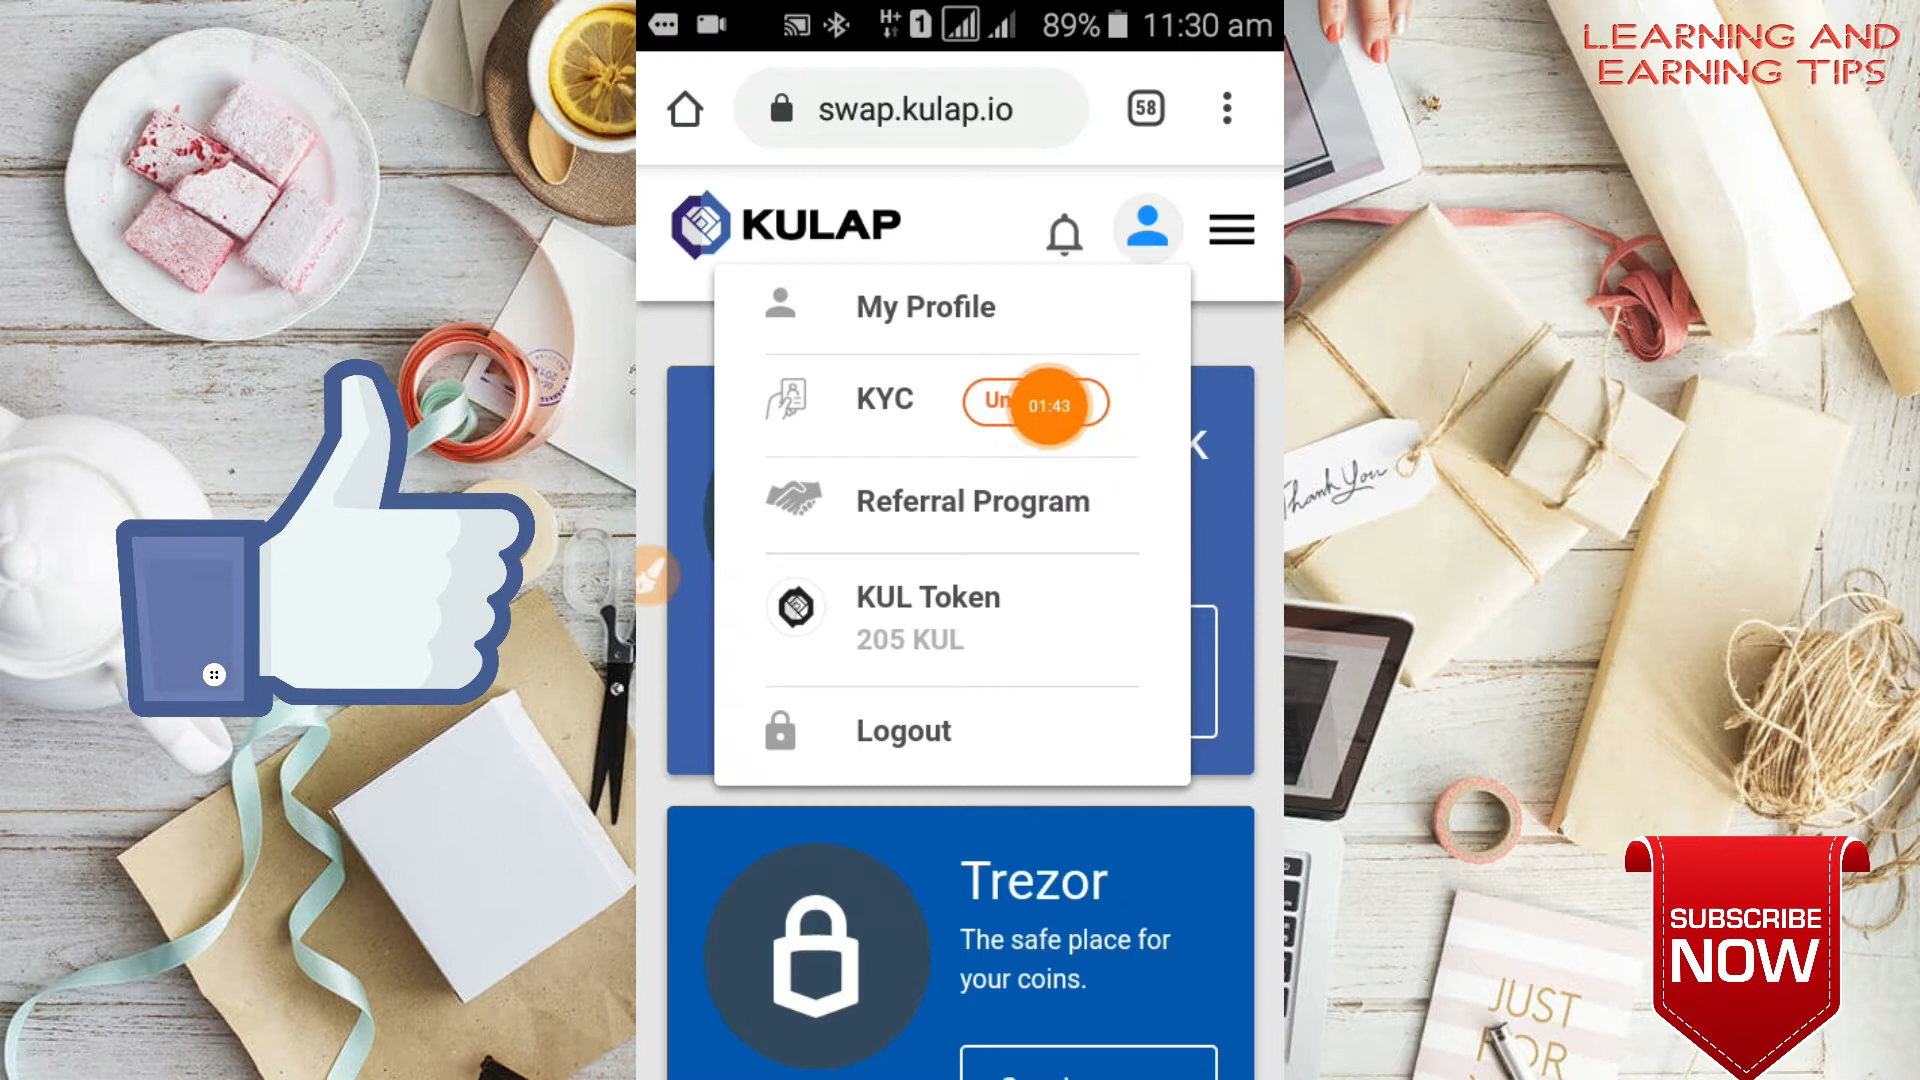 LEARNING AND
EARNING TIPS
89% 11:30 am
H+
1
swap.kulap.io
58
KULAP
My Profile
KYC
Un
01:43
K
Referral Program
KUL Token
205 KUL
Logout
Trezor
The safe place for
your coins.
Thank You
SUBSCRIBE
NOW
JUST
FOR